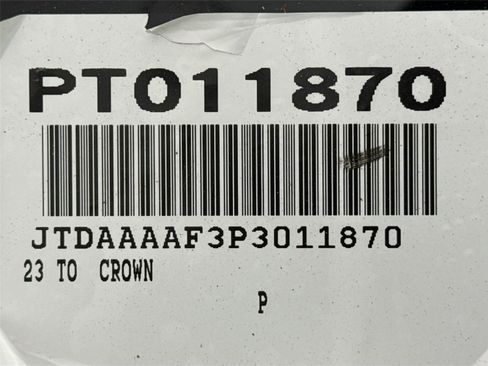 PT011870
JTDAAAAF3P3011870
23 TO CROWN
P